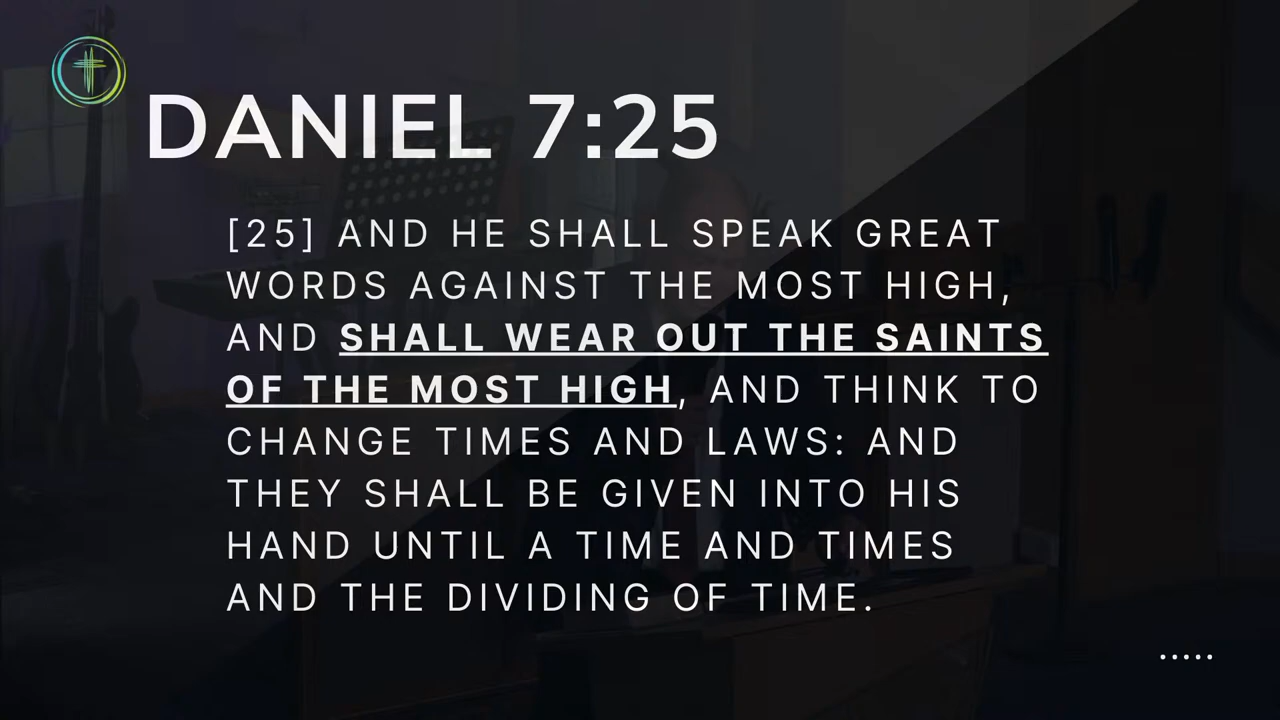 DANIEL 7:25
[25] AND HE SHALL SPEAK GREAT
WORDS AGAINST THE MOST HIGH,
AND SHALL WEAR OUT THE SAINTS
OF THE MOST HIGH, AND THINK TO
CHANGE TIMES AND LAWS: AND
THEY SHALL BE GIVEN INTO HIS
HAND UNTIL A TIME AND TIMES
AND THE DIVIDING OF TIME.
.....